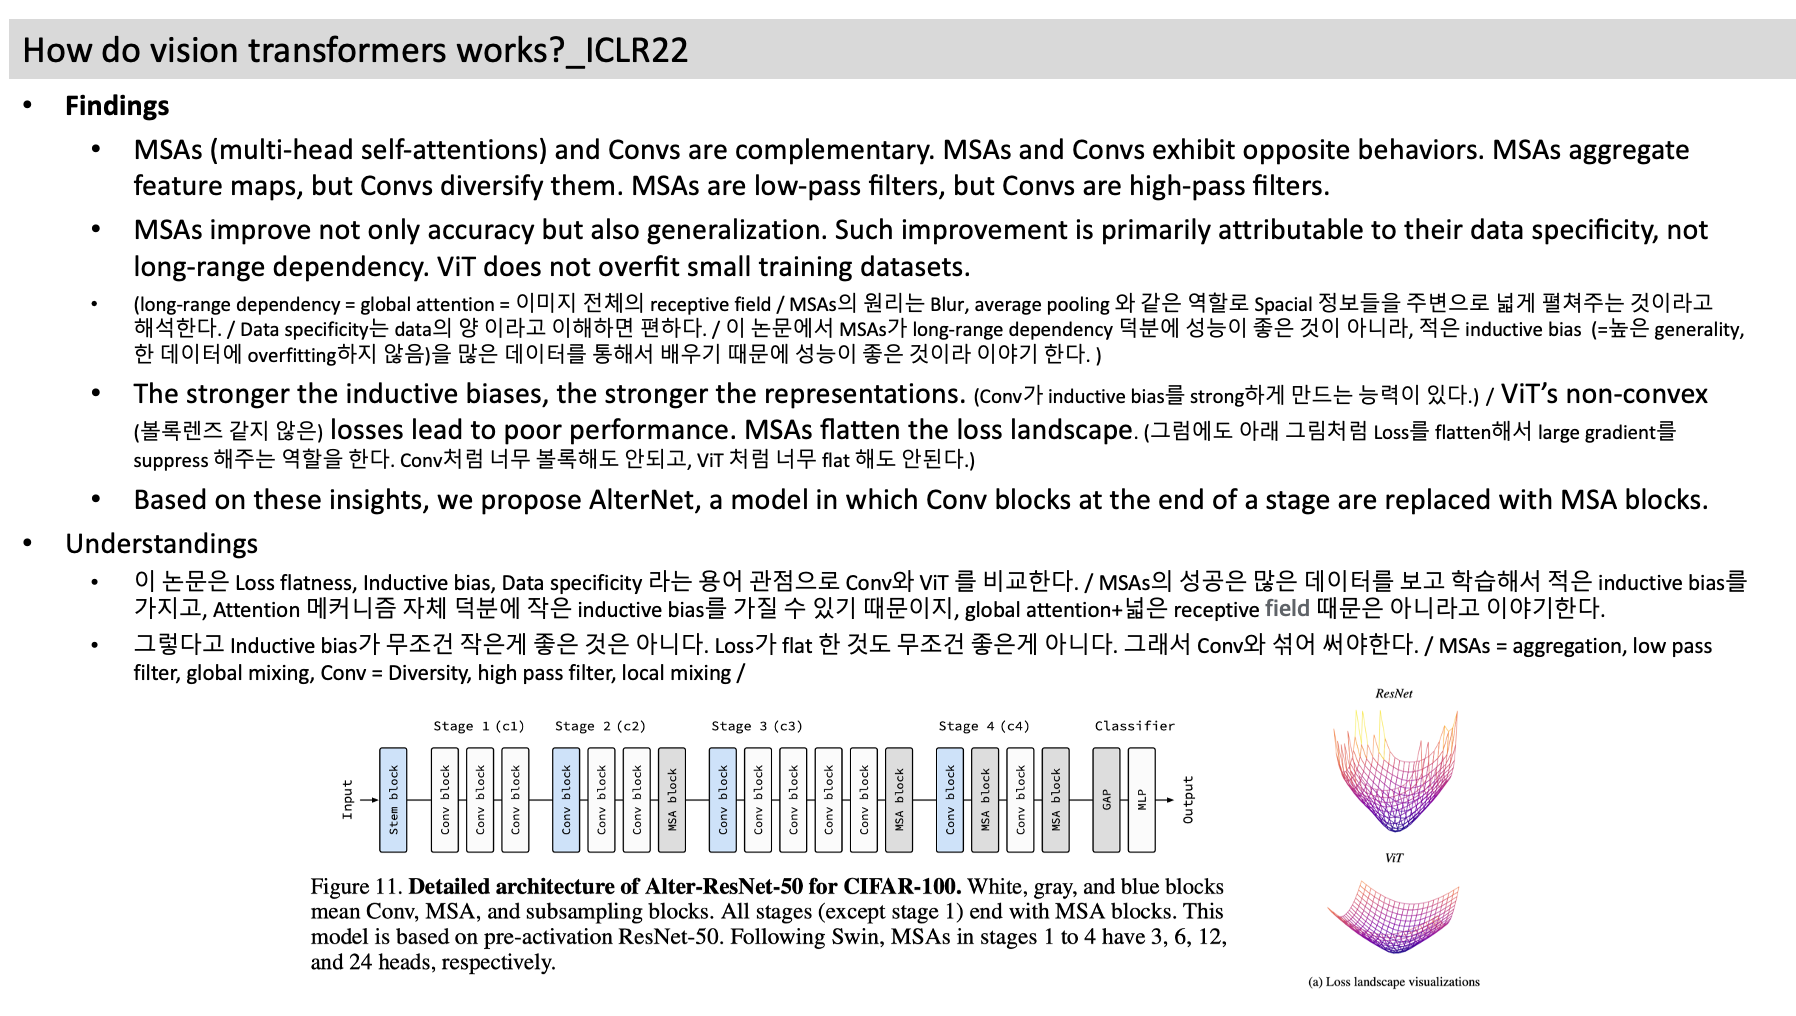 How do vision transformers works?_ICLR22
• Findings
• MSAs (multi-head self-attentions) and Convs are complementary. MSAs and Convs exhibit opposite behaviors. MSAs aggregate
feature maps, but Convs diversify them. MSAs are low-pass filters, but Convs are high-pass filters.
• MSAs improve not only accuracy but also generalization. Such improvement is primarily attributable to their data specificity, not
long-range dependency. ViT does not overfit small training datasets.
• (long-range dependency = global attention = 이미지 전체의 receptive field / MSAs의 원리는 Blur, average pooling 와 같은 역할로 Spacial 정보들을 주변으로 넓게 펼쳐주는 것이라고
해석한다. / Data specificity는 data의 양 이라고 이해하면 편하다. / 이 논문에서 MSAs가 long-range dependency 덕분에 성능이 좋은 것이 아니라, 적은 inductive bias (=높은 generality,
한 데이터에 overfitting하지 않음)을 많은 데이터를 통해서 배우기 때문에 성능이 좋은 것이라 이야기 한다. )
• The stronger the inductive biases, the stronger the representations. (Conv가 inductive bias를 strong하게 만드는 능력이 있다.) / ViT’s non-convex
(볼록렌즈 같지 않은) losses lead to poor performance. MSAs flatten the loss landscape. (그럼에도 아래 그림처럼 Loss를 flatten해서 large gradient를
suppress 해주는 역할을 한다. Conv처럼 너무 볼록해도 안되고, ViT 처럼 너무 flat 해도 안된다.)
• Based on these insights, we propose AlterNet, a model in which Conv blocks at the end of a stage are replaced with MSA blocks.
• Understandings
• 이 논문은 Loss flatness, Inductive bias, Data specificity 라는 용어 관점으로 Conv와 ViT 를 비교한다. / MSAs의 성공은 많은 데이터를 보고 학습해서 적은 inductive bias를
가지고, Attention 메커니즘 자체 덕분에 작은 inductive bias를 가질 수 있기 때문이지, global attention+넓은 receptive field 때문은 아니라고 이야기한다.
• 그렇다고 Inductive bias가 무조건 작은게 좋은 것은 아니다. Loss가 flat 한 것도 무조건 좋은게 아니다. 그래서 Conv와 섞어 써야한다. / MSAs = aggregation, low pass
filter, global mixing, Conv = Diversity, high pass filter, local mixing /
Stage 1 (c1) Stage 2 (c2) Stage 3 (c3) Stage 4 (c4) Classifier
Input
Stem block
Conv block
Conv block
Conv block
Conv block
Conv block
Conv block
MSA block
Conv block
Conv block
Conv block
Conv block
Conv block
MSA block
Conv block
MSA block
Conv block
MSA block
GAP
MLP
Output
Figure 11. Detailed architecture of Alter-ResNet-50 for CIFAR-100. White, gray, and blue blocks
mean Conv, MSA, and subsampling blocks. All stages (except stage 1) end with MSA blocks. This
model is based on pre-activation ResNet-50. Following Swin, MSAs in stages 1 to 4 have 3, 6, 12,
and 24 heads, respectively.
ResNet
ViT
(a) Loss landscape visualizations